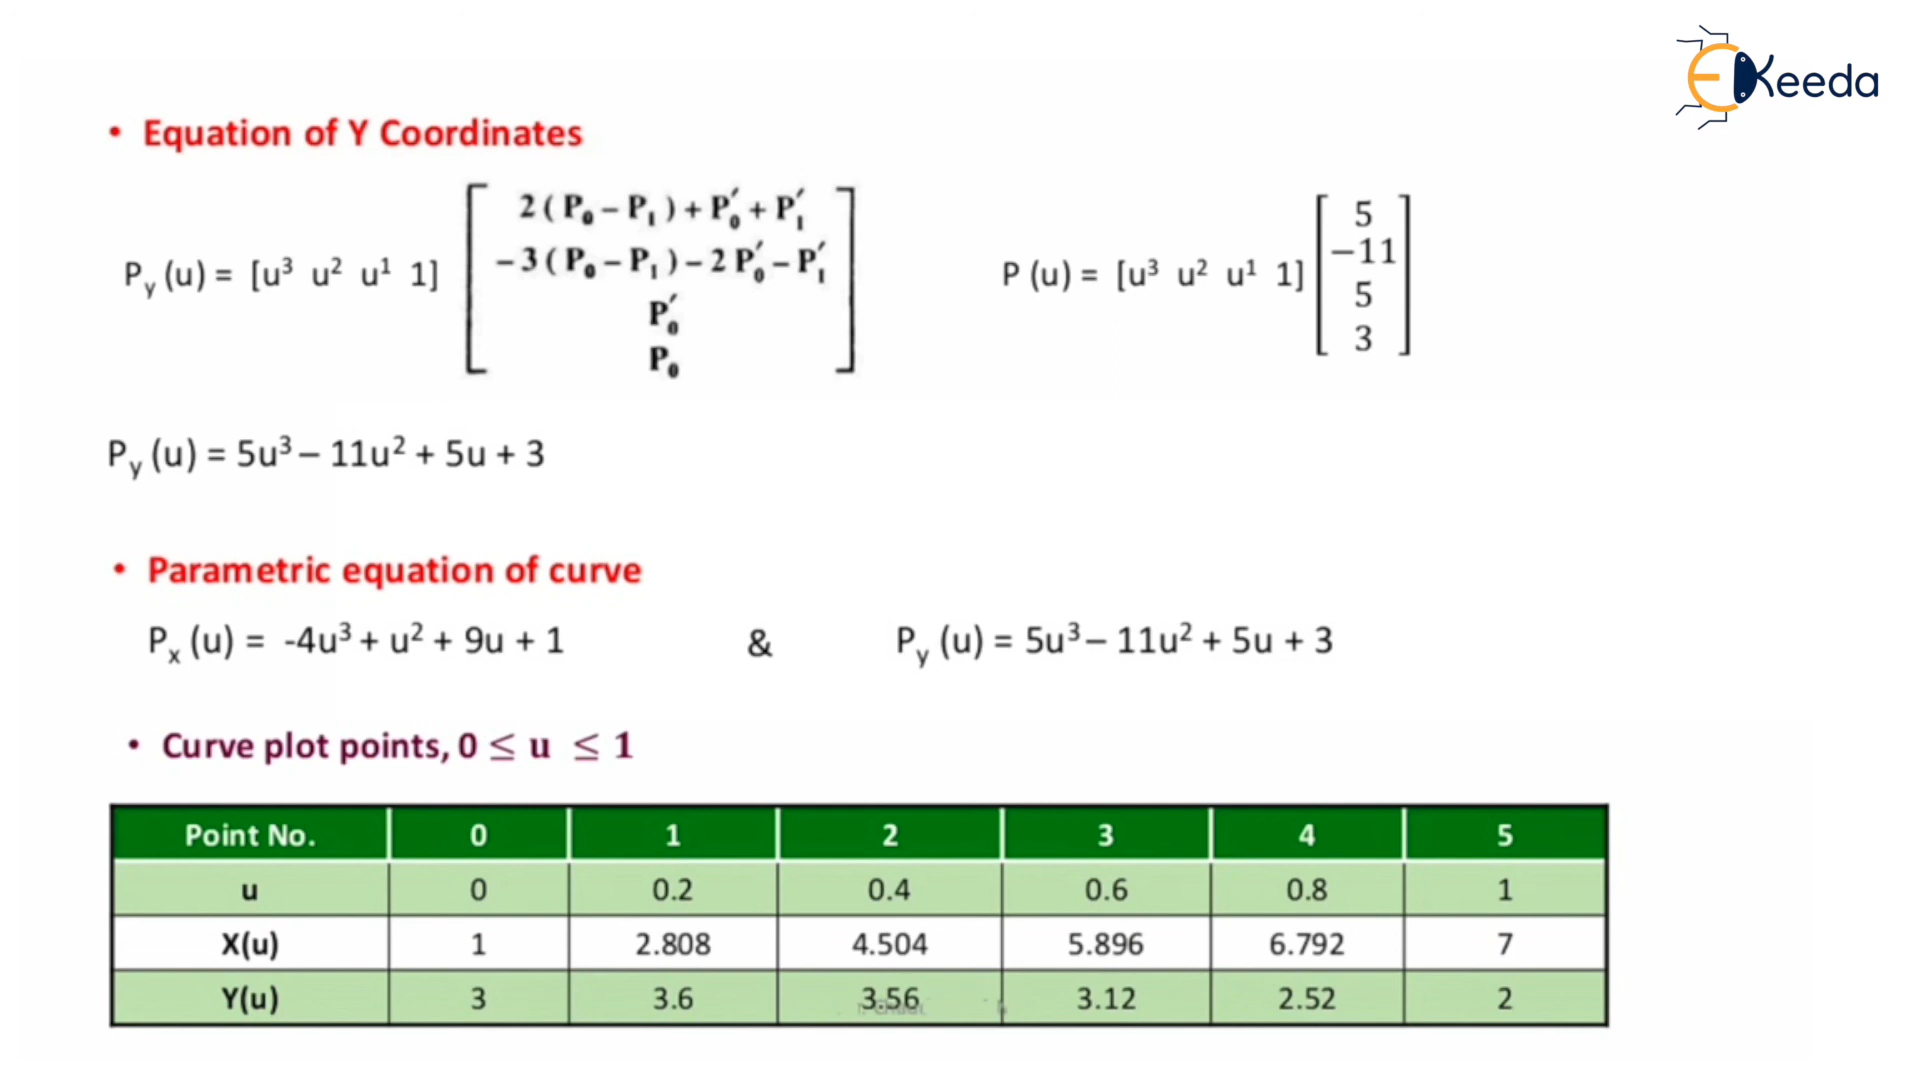 EKeeda
• Equation of Y Coordinates
P_y (u) = [u³ u² u¹ 1] [ 2 ( P₀ – P₁ ) + P₀′ + P₁′
– 3 ( P₀ – P₁ ) – 2 P₀′ – P₁′
P₀′
P₀ ]
P (u) = [u³ u² u¹ 1] [ 5
−11
5
3 ]
P_y (u) = 5u³ – 11u² + 5u + 3
• Parametric equation of curve
Pₓ (u) = -4u³ + u² + 9u + 1 & P_y (u) = 5u³ – 11u² + 5u + 3
• Curve plot points, 0 ≤ u ≤ 1
Point No. 0 1 2 3 4 5
u 0 0.2 0.4 0.6 0.8 1
X(u) 1 2.808 4.504 5.896 6.792 7
Y(u) 3 3.6 3.56 3.12 2.52 2